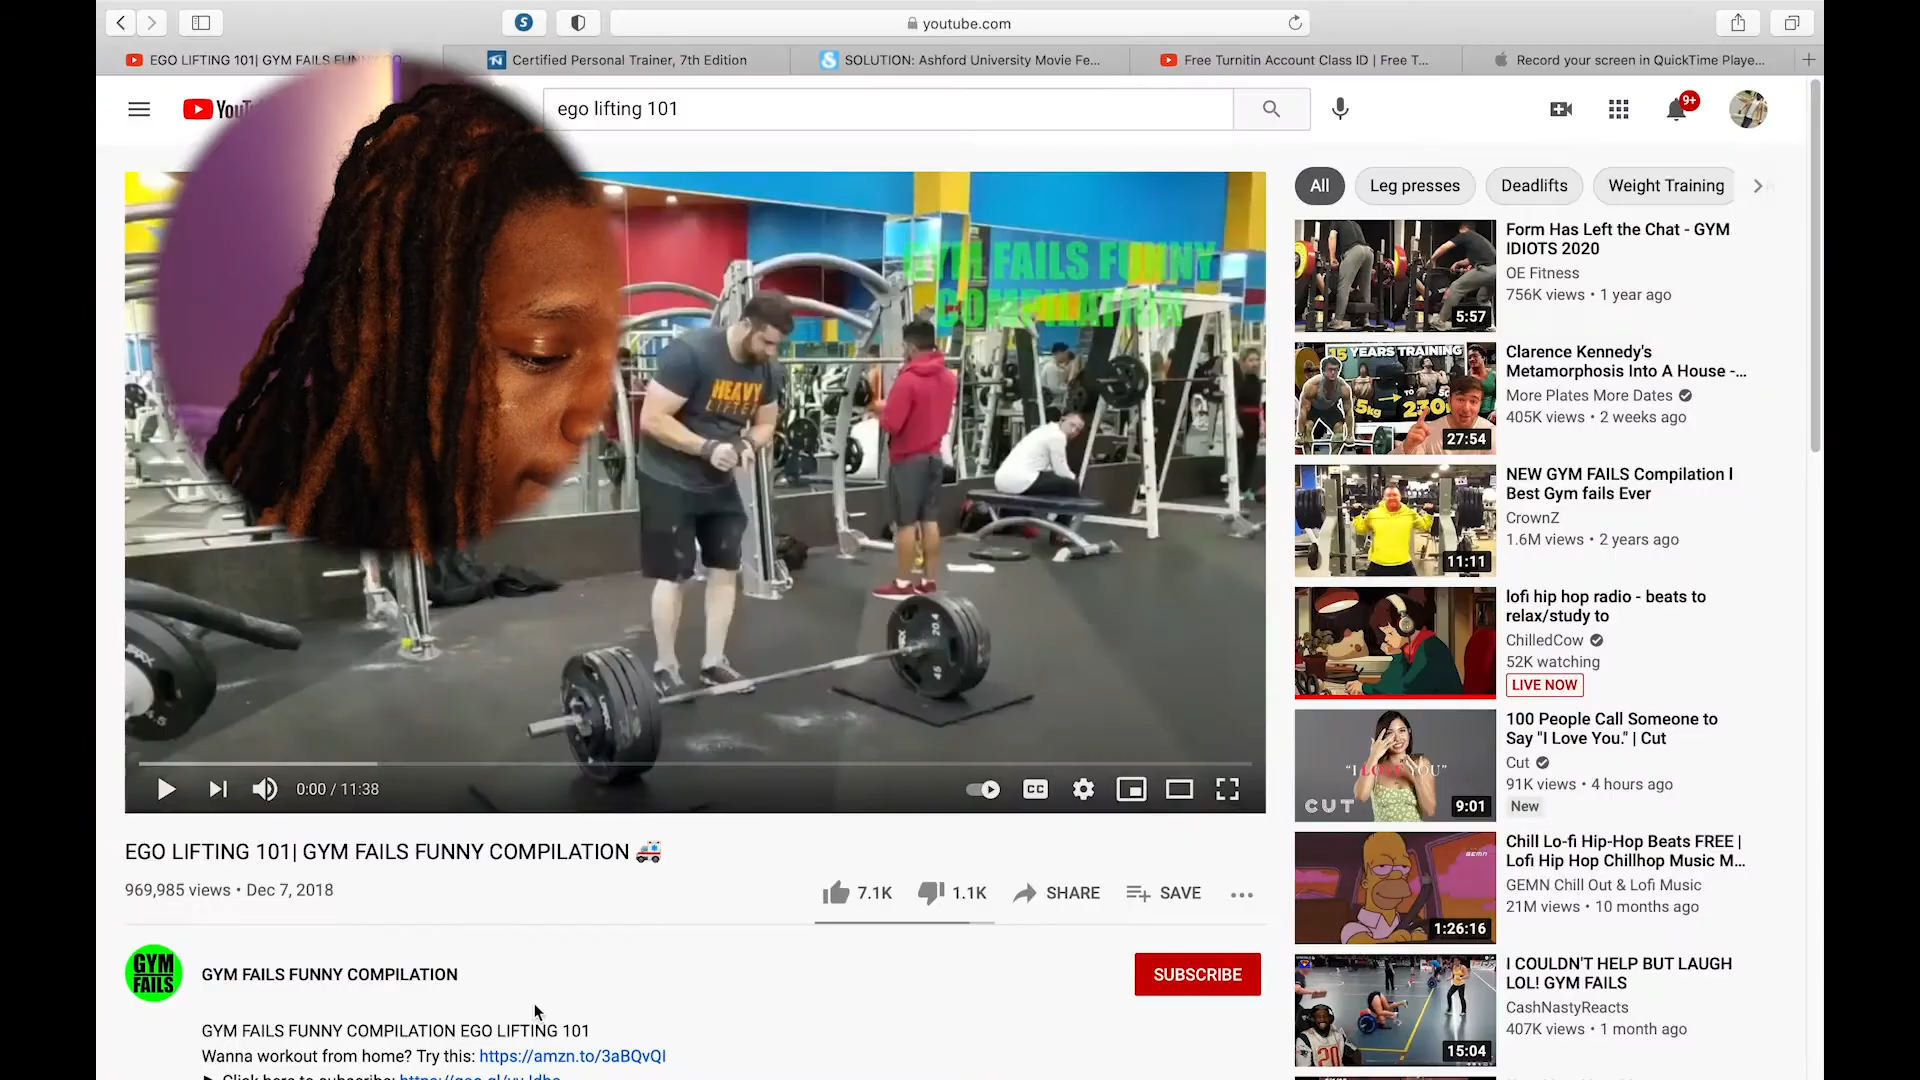 youtube.com
EGO LIFTING 101| GYM FAILS FUNNY CO
Certified Personal Trainer, 7th Edition
SOLUTION: Ashford University Movie Fe...
Free Turnitin Account Class ID | Free T...
Record your screen in QuickTime Playe...
ego lifting 101
9+
All
Leg presses
Deadlifts
Weight Training
GYM FAILS FUNNY
COMPILATION
HEAVY
LIFTER
0:00 / 11:38
CC
EGO LIFTING 101| GYM FAILS FUNNY COMPILATION
969,985 views • Dec 7, 2018
7.1K
1.1K
SHARE
SAVE
GYM
FAILS
GYM FAILS FUNNY COMPILATION
SUBSCRIBE
GYM FAILS FUNNY COMPILATION EGO LIFTING 101
Wanna workout from home? Try this: https://amzn.to/3aBQvQl
Form Has Left the Chat - GYM
IDIOTS 2020
OE Fitness
756K views • 1 year ago
5:57
15 YEARS TRAINING
Clarence Kennedy's
Metamorphosis Into A House -...
More Plates More Dates
405K views • 2 weeks ago
27:54
NEW GYM FAILS Compilation l
Best Gym fails Ever
CrownZ
1.6M views • 2 years ago
11:11
lofi hip hop radio - beats to
relax/study to
ChilledCow
52K watching
LIVE NOW
100 People Call Someone to
Say "I Love You." | Cut
Cut
91K views • 4 hours ago
New
"I LOVE YOU"
CUT
9:01
Chill Lo-fi Hip-Hop Beats FREE |
Lofi Hip Hop Chillhop Music M...
GEMN Chill Out & Lofi Music
21M views • 10 months ago
1:26:16
I COULDN'T HELP BUT LAUGH
LOL! GYM FAILS
CashNastyReacts
407K views • 1 month ago
15:04